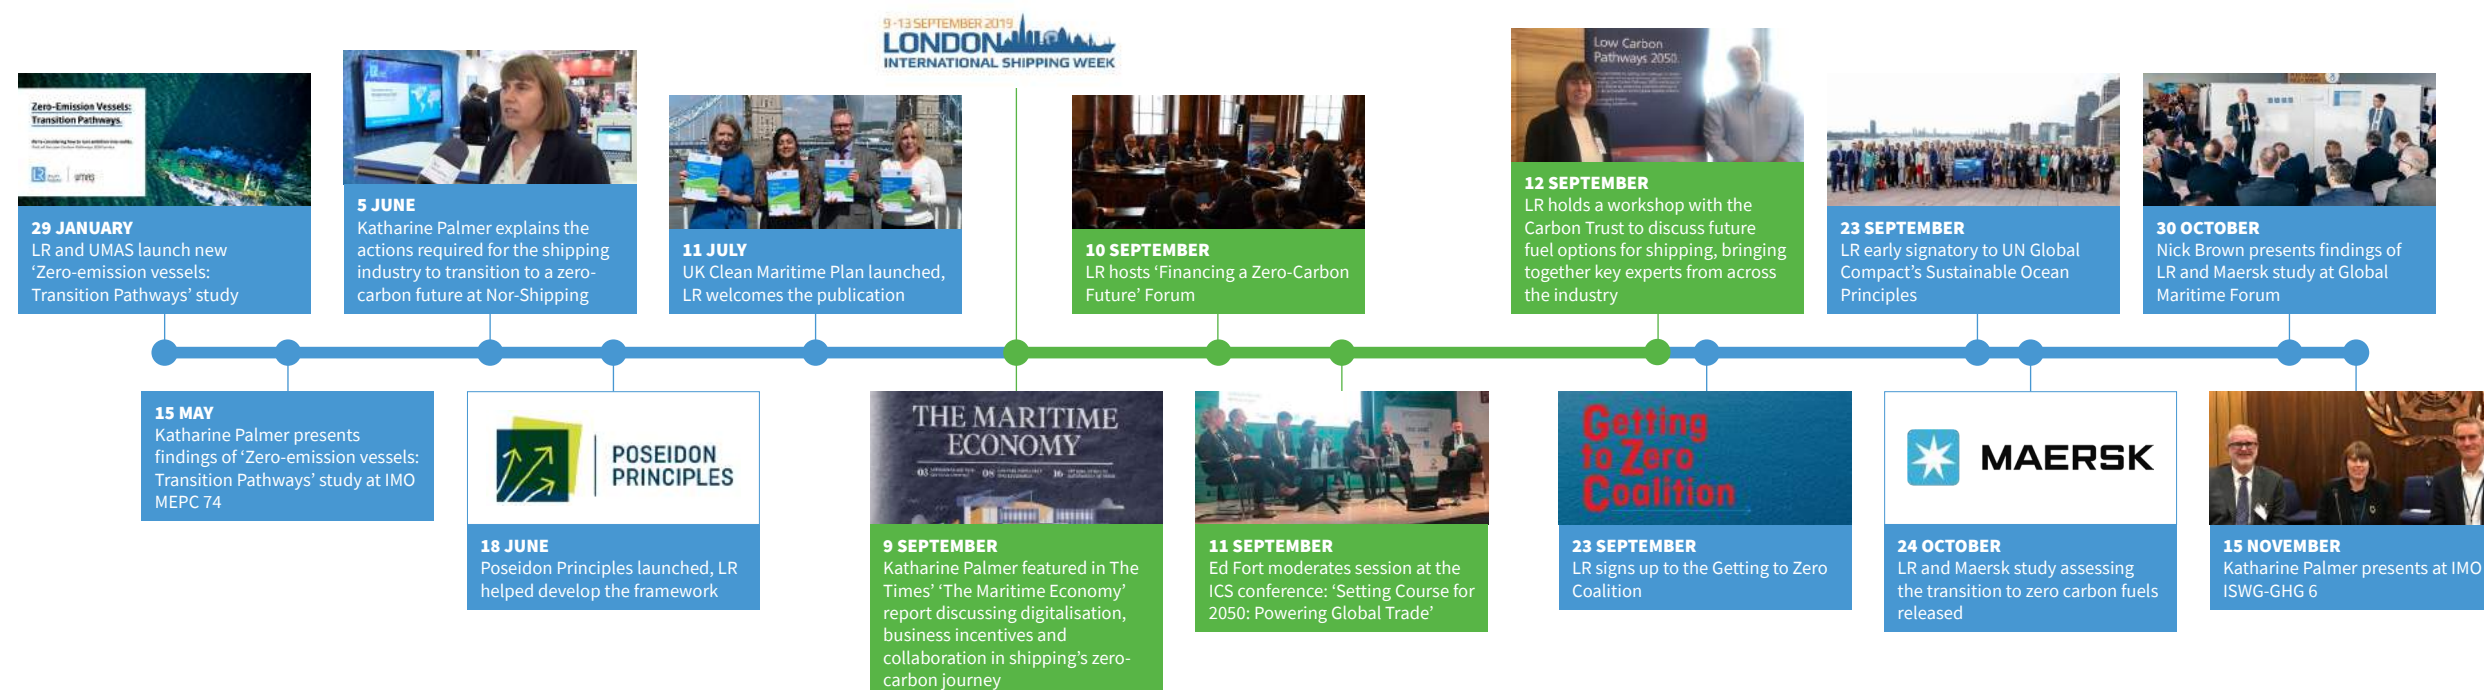 9-13 SEPTEMBER 2019
LONDON
INTERNATIONAL SHIPPING WEEK
Zero-Emission Vessels:
Transition Pathways.
LR
umas
29 JANUARY
LR and UMAS launch new
‘Zero-emission vessels:
Transition Pathways’ study
5 JUNE
Katharine Palmer explains the
actions required for the shipping
industry to transition to a zero-
carbon future at Nor-Shipping
11 JULY
UK Clean Maritime Plan launched,
LR welcomes the publication
10 SEPTEMBER
LR hosts ‘Financing a Zero-Carbon
Future’ Forum
Low Carbon
Pathways 2050.
12 SEPTEMBER
LR holds a workshop with the
Carbon Trust to discuss future
fuel options for shipping, bringing
together key experts from across
the industry
23 SEPTEMBER
LR early signatory to UN Global
Compact’s Sustainable Ocean
Principles
30 OCTOBER
Nick Brown presents findings of
LR and Maersk study at Global
Maritime Forum
15 MAY
Katharine Palmer presents
findings of ‘Zero-emission vessels:
Transition Pathways’ study at IMO
MEPC 74
POSEIDON
PRINCIPLES
18 JUNE
Poseidon Principles launched, LR
helped develop the framework
THE MARITIME
ECONOMY
03
08
16
9 SEPTEMBER
Katharine Palmer featured in The
Times’ ‘The Maritime Economy’
report discussing digitalisation,
business incentives and
collaboration in shipping’s zero-
carbon journey
11 SEPTEMBER
Ed Fort moderates session at the
ICS conference: ‘Setting Course for
2050: Powering Global Trade’
Getting
to Zero
Coalition
23 SEPTEMBER
LR signs up to the Getting to Zero
Coalition
MAERSK
24 OCTOBER
LR and Maersk study assessing
the transition to zero carbon fuels
released
15 NOVEMBER
Katharine Palmer presents at IMO
ISWG-GHG 6